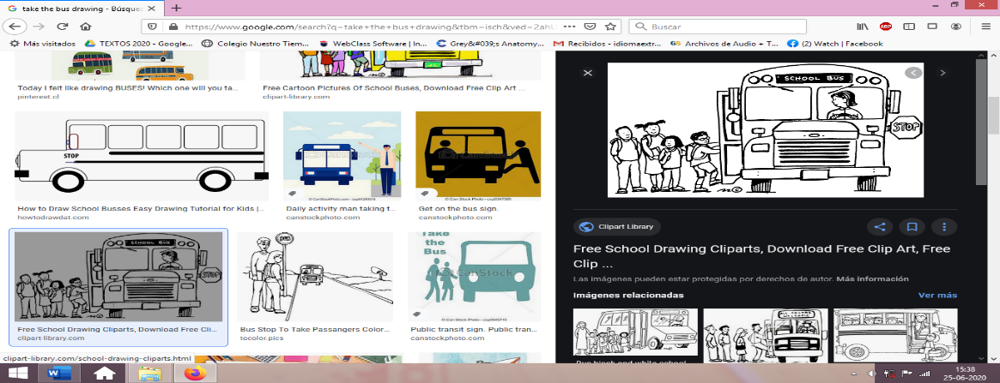 take the bus drawing - Búsque
https://www.google.com/search?q=take+the+bus+drawing&tbm=isch&ved=2ahU
Buscar
Más visitados
TEXTOS 2020 - Google...
Colegio Nuestro Tiem...
WebClass Software | In...
Grey&#039;s Anatomy...
Recibidos - idiomaextr...
Archivos de Audio + T...
(2) Watch | Facebook
Today I felt like drawing BUSES! Which one will you ta...
pinterest.cl
Free Cartoon Pictures Of School Buses, Download Free Clip Art ...
clipart-library.com
STOP
How to Draw School Busses Easy Drawing Tutorial for Kids |...
howtodrawdat.com
CanStock
Daily activity man taking t...
canstockphoto.com
CanStock
Get on the bus sign.
canstockphoto.com
SCHOOL BUS
STOP
Free School Drawing Cliparts, Download Free Cli...
clipart-library.com
BUS
Bus Stop To Take Passengers Color...
tocolor.pics
Take
the
Bus
CanStock
Public transit sign. Public tran...
canstockphoto.com
SCHOOL BUS
STOP
Clipart Library
Free School Drawing Cliparts, Download Free Clip Art, Free
Clip ...
Las imágenes pueden estar protegidas por derechos de autor. Más información
Imágenes relacionadas
Ver más
clipart-library.com/school-drawing-cliparts.html
15:38
25-06-2020